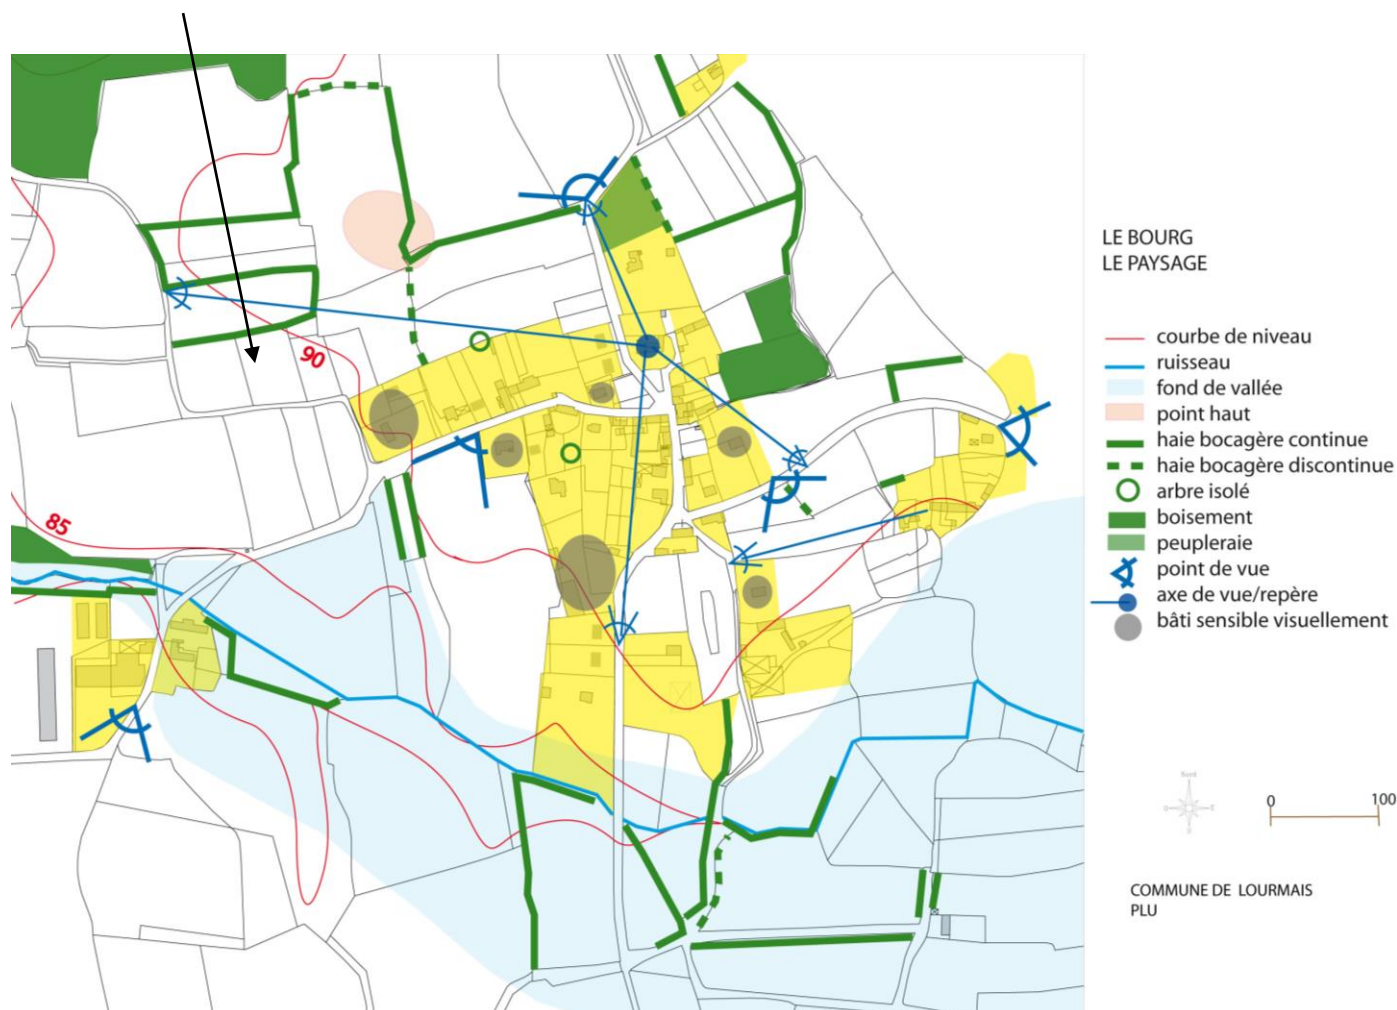 90
85
LE BOURG
LE PAYSAGE
courbe de niveau
ruisseau
fond de vallée
point haut
haie bocagère continue
haie bocagère discontinue
arbre isolé
boisement
peupleraie
point de vue
axe de vue/repère
bâti sensible visuellement
Nord
0 100
COMMUNE DE LOURMAIS
PLU